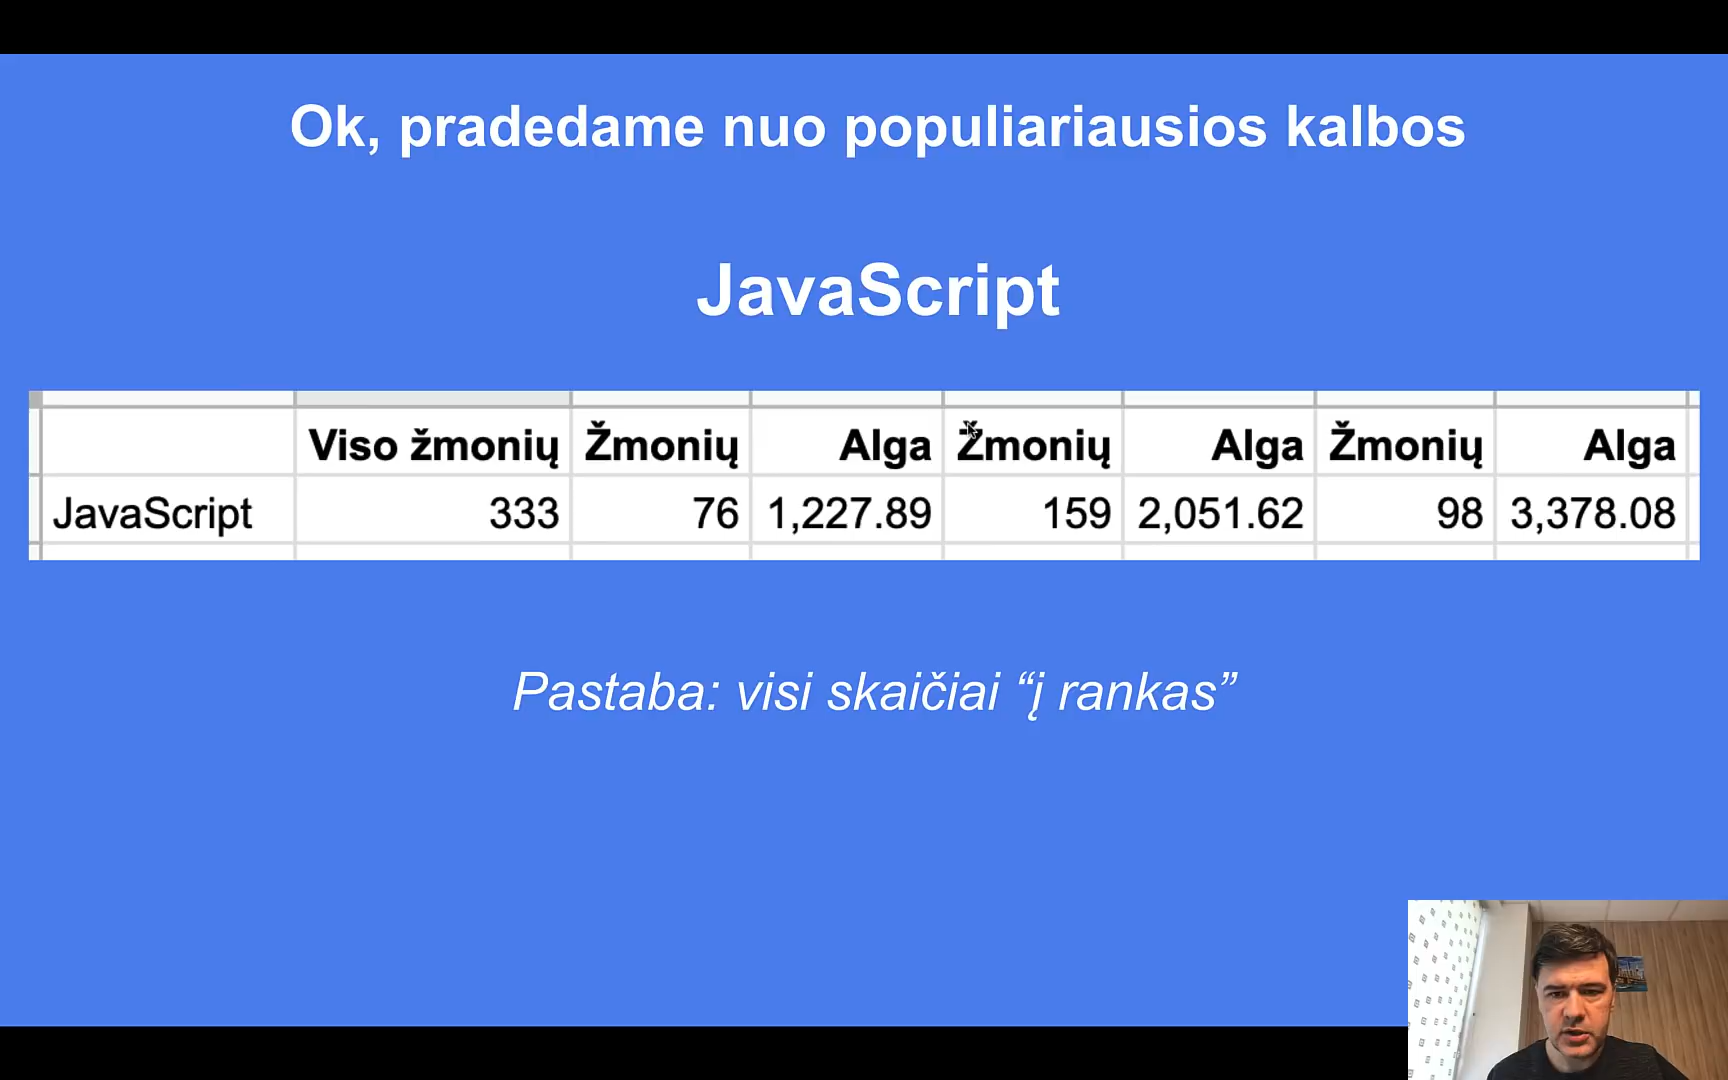 Ok, pradedame nuo populiariausios kalbos
JavaScript
Viso žmonių Žmonių Alga Žmonių Alga Žmonių Alga
JavaScript 333 76 1,227.89 159 2,051.62 98 3,378.08
Pastaba: visi skaičiai “į rankas”